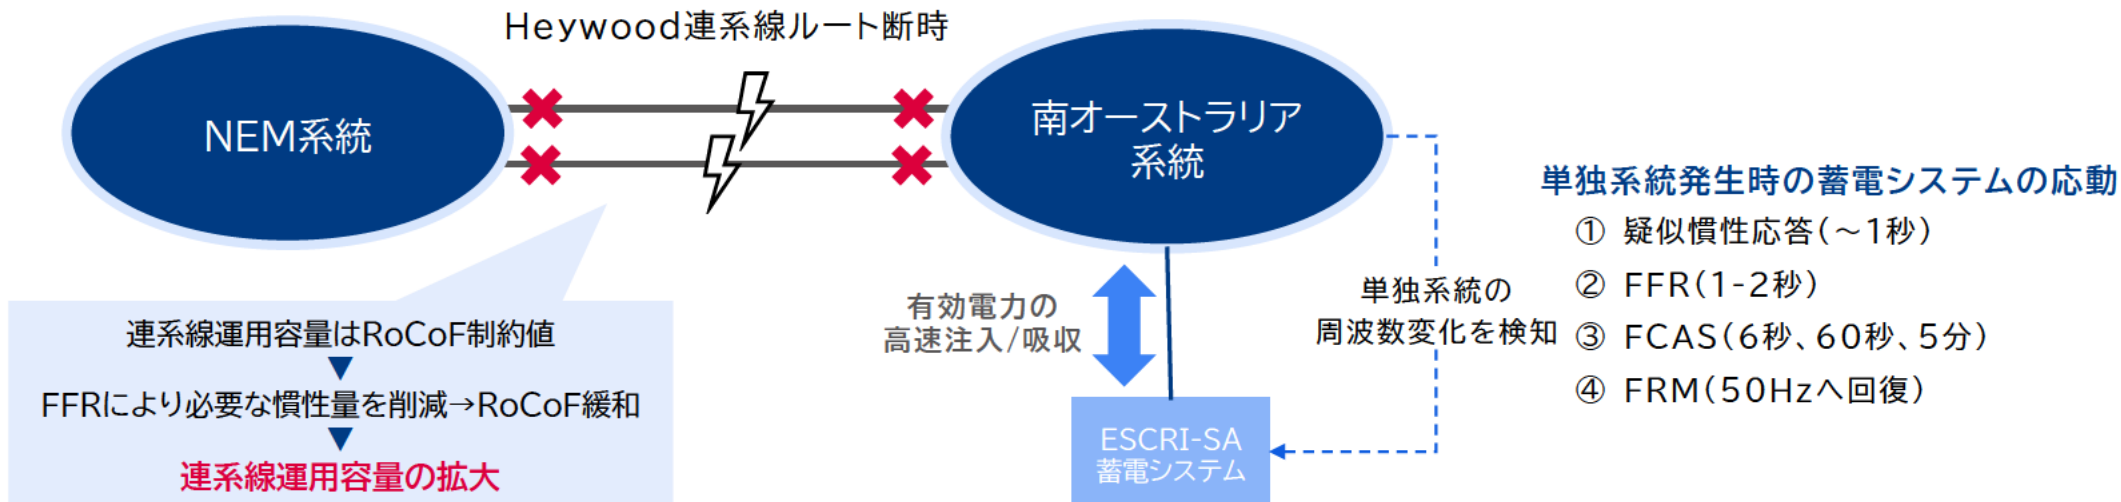 Heywood連系線ルート断時
NEM系統
南オーストラリア
系統
連系線運用容量はRoCoF制約値
▼
FFRにより必要な慣性量を削減→RoCoF緩和
▼
連系線運用容量の拡大
有効電力の
高速注入/吸収
ESCRI-SA
蓄電システム
単独系統の
周波数変化を検知
単独系統発生時の蓄電システムの応動
① 疑似慣性応答(～1秒)
② FFR(1-2秒)
③ FCAS(6秒、60秒、5分)
④ FRM(50Hzへ回復)